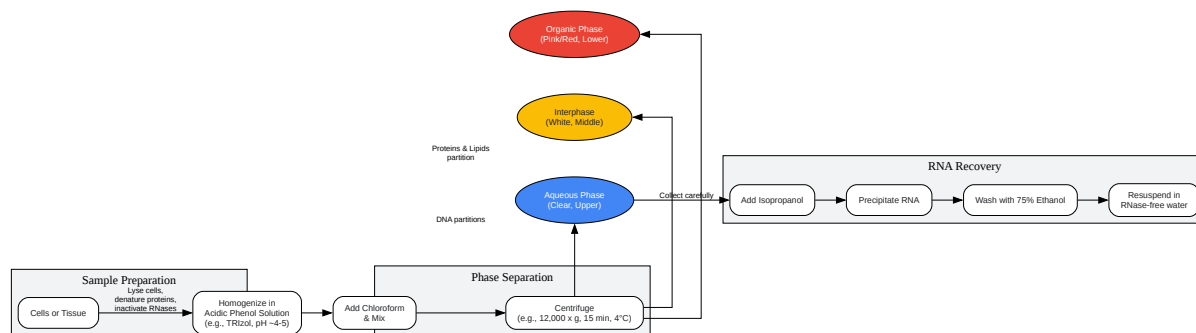 Organic Phase
(Pink/Red, Lower)
Interphase
(White, Middle)
Proteins & Lipids
partition
RNA Recovery
Aqueous Phase
(Clear, Upper)
Collect carefully
Add Isopropanol
Precipitate RNA
Wash with 75% Ethanol
Resuspend in
RNase-free water
DNA partitions
Sample Preparation
Phase Separation
Cells or Tissue
Lyse cells,
denature proteins,
inactivate RNases
Homogenize in
Acidic Phenol Solution
(e.g., TRIzol, pH ~4-5)
Add Chloroform
& Mix
Centrifuge
(e.g., 12,000 x g, 15 min, 4°C)